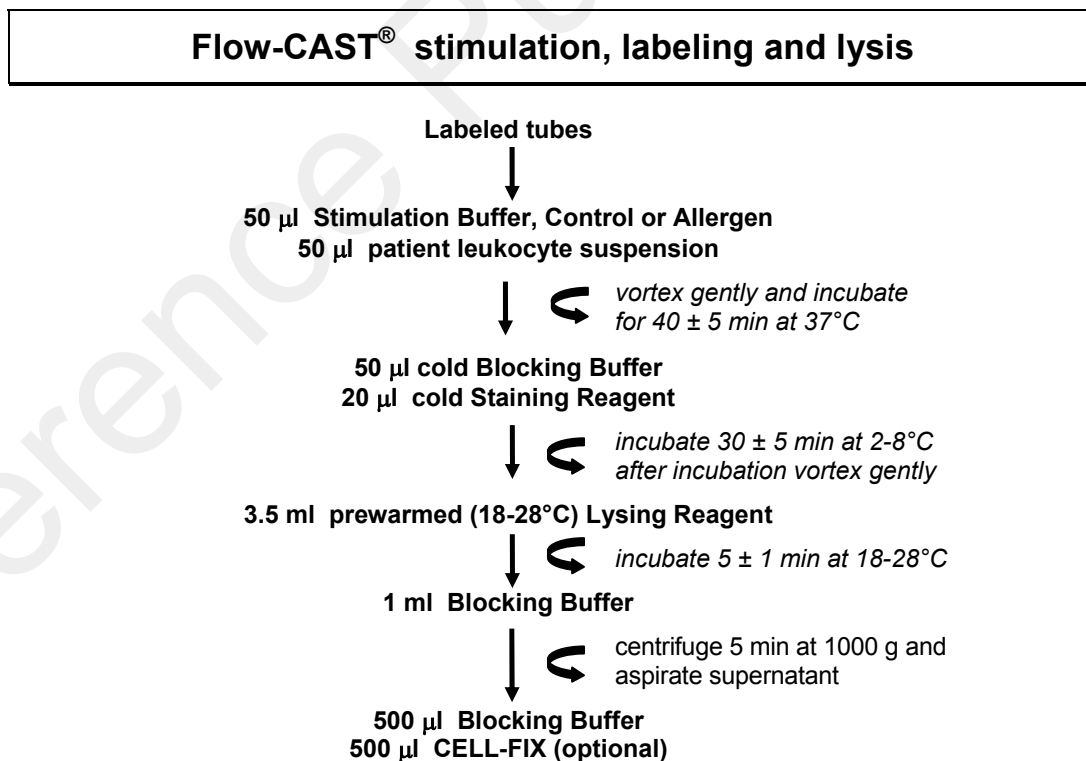 Flow-CAST® stimulation, labeling and lysis
Labeled tubes
50 μl Stimulation Buffer, Control or Allergen
50 μl patient leukocyte suspension
vortex gently and incubate
for 40 ± 5 min at 37°C
50 μl cold Blocking Buffer
20 μl cold Staining Reagent
incubate 30 ± 5 min at 2-8°C
after incubation vortex gently
3.5 ml prewarmed (18-28°C) Lysing Reagent
incubate 5 ± 1 min at 18-28°C
1 ml Blocking Buffer
centrifuge 5 min at 1000 g and
aspirate supernatant
500 μl Blocking Buffer
500 μl CELL-FIX (optional)